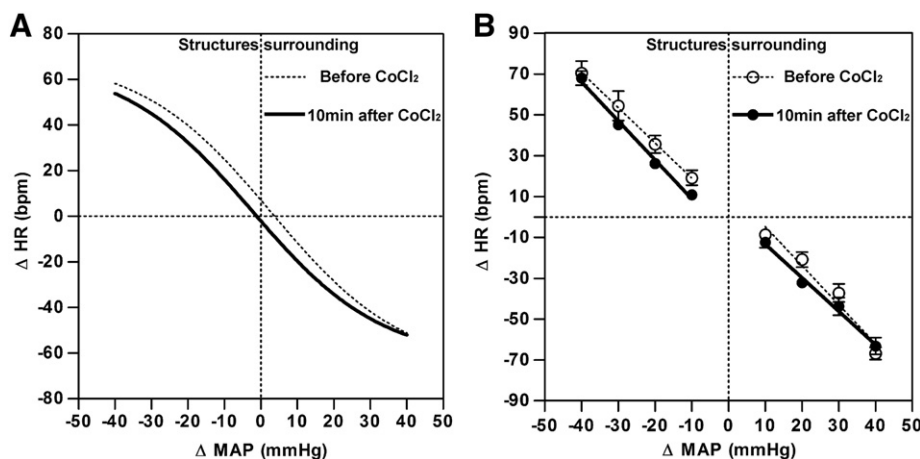 A
Structures surrounding
Before CoCl₂
10min after CoCl₂
Δ HR (bpm)
80
60
40
20
0
-20
-40
-60
-80
-50 -40 -30 -20 -10 0 10 20 30 40 50
Δ MAP (mmHg)
B
Structures surrounding
Before CoCl₂
10min after CoCl₂
Δ HR (bpm)
90
70
50
30
10
-10
-30
-50
-70
-90
-50 -40 -30 -20 -10 0 10 20 30 40 50
Δ MAP (mmHg)